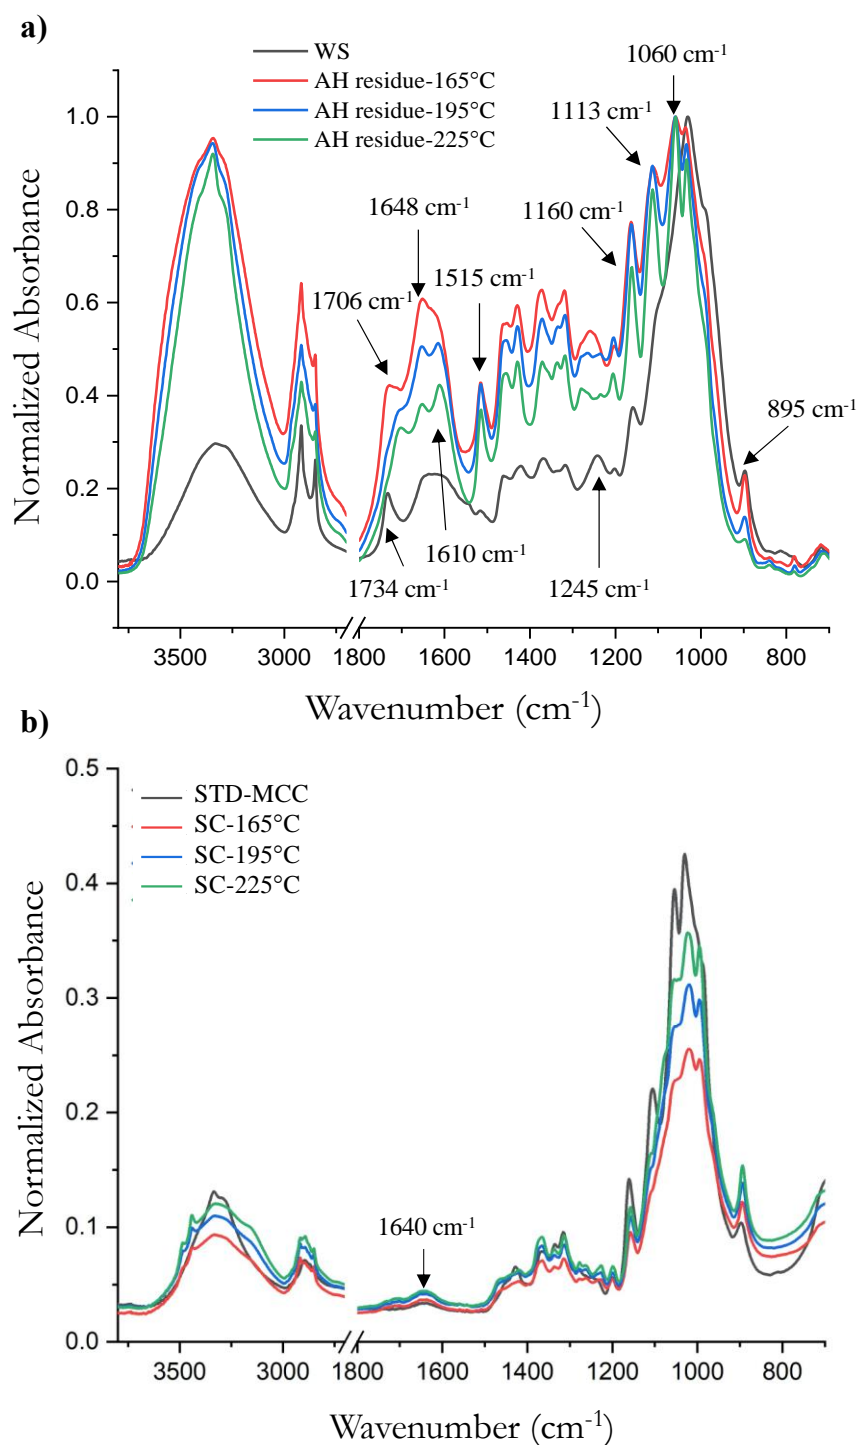 a)
WS
AH residue-165°C
AH residue-195°C
AH residue-225°C
1060 cm⁻¹
1113 cm⁻¹
1160 cm⁻¹
1648 cm⁻¹
1515 cm⁻¹
1706 cm⁻¹
895 cm⁻¹
1610 cm⁻¹
1734 cm⁻¹
1245 cm⁻¹
Normalized Absorbance
1.0
0.8
0.6
0.4
0.2
0.0
3500 3000 1800 1600 1400 1200 1000 800
Wavenumber (cm⁻¹)
b)
STD-MCC
SC-165°C
SC-195°C
SC-225°C
1640 cm⁻¹
Normalized Absorbance
0.5
0.4
0.3
0.2
0.1
0.0
3500 3000 1800 1600 1400 1200 1000 800
Wavenumber (cm⁻¹)